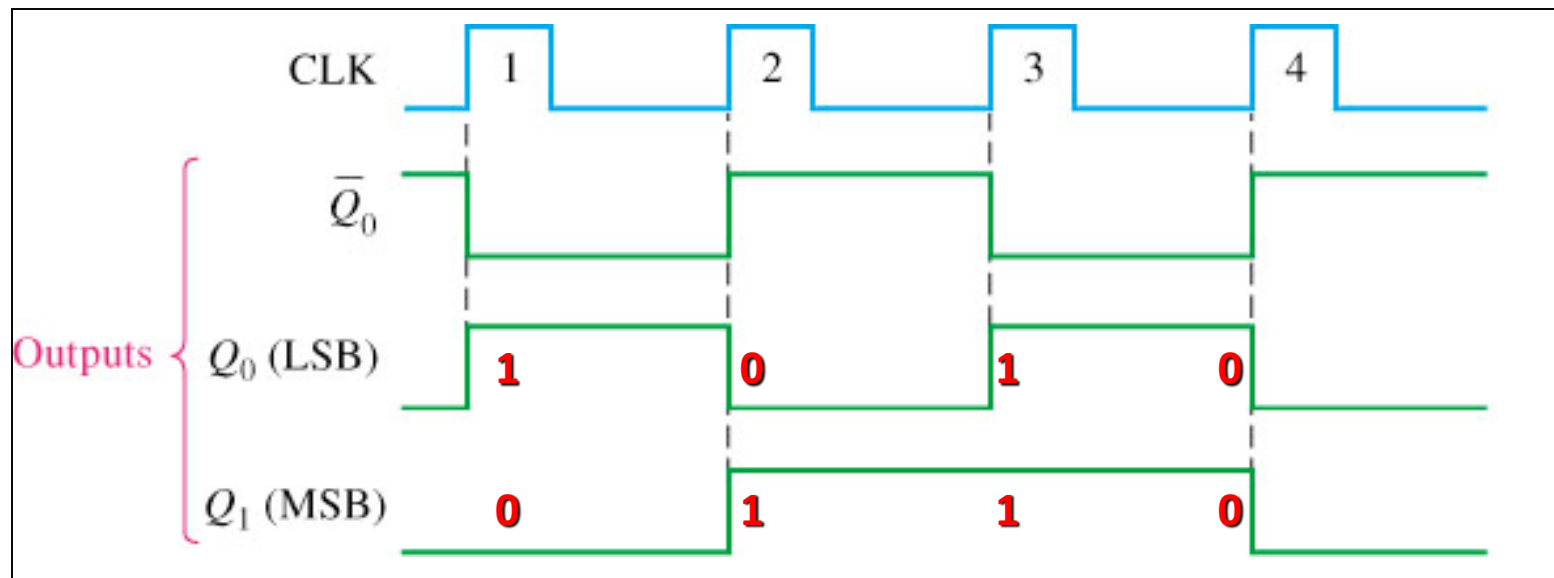 CLK 1 2 3 4
Q̅0
Outputs
Q0 (LSB) 1 0 1 0
Q1 (MSB) 0 1 1 0